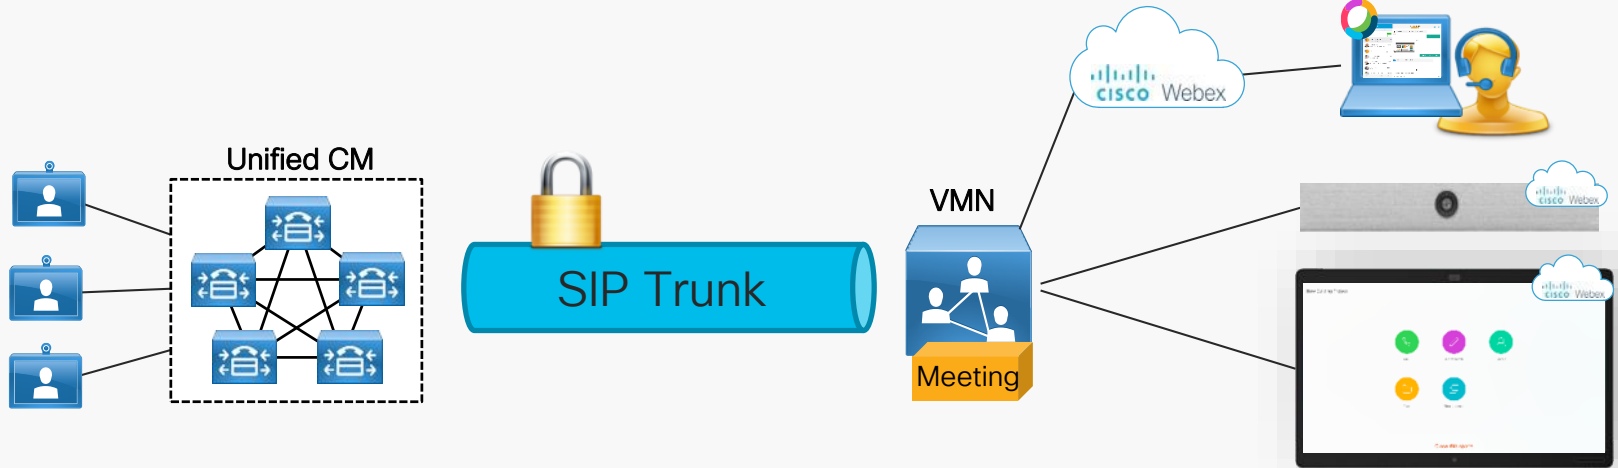 Unified CM
SIP Trunk
VMN
Meeting
CISCO Webex
CISCO Webex
CISCO Webex